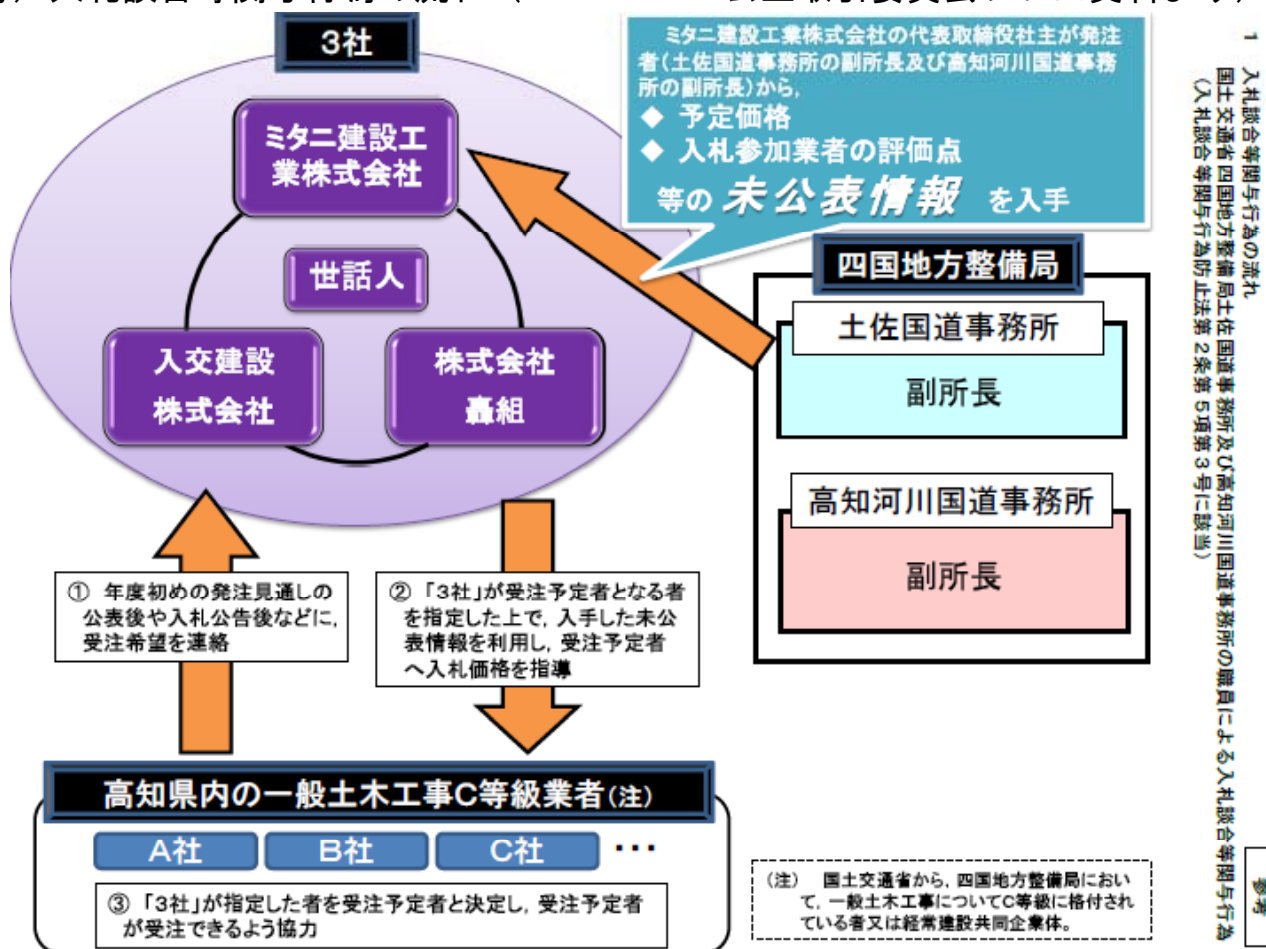 3社
ミタニ建設工
業株式会社
世話人
入交建設
株式会社
株式会社
轟組
ミタニ建設工業株式会社の代表取締役社主が発注
者(土佐国道事務所の副所長及び高知河川国道事務
所の副所長)から,
◆ 予定価格
◆ 入札参加業者の評価点
等の 未公表情報 を入手
四国地方整備局
土佐国道事務所
副所長
高知河川国道事務所
副所長
① 年度初めの発注見通しの
公表後や入札公告後などに,
受注希望を連絡
② 「3社」が受注予定者となる者
を指定した上で, 入手した未公
表情報を利用し, 受注予定者
へ入札価格を指導
高知県内の一般土木工事C等級業者(注)
A社
B社
C社
・・・
③ 「3社」が指定した者を受注予定者と決定し, 受注予定者
が受注できるよう協力
(注) 国土交通省から, 四国地方整備局におい
て, 一般土木工事についてC等級に格付され
ている者又は経常建設共同企業体。
1 入札談合等関与行為の流れ
国土交通省四国地方整備局土佐国道事務所及び高知河川国道事務所の職員による入札談合等関与行為
(入札談合等関与行為防止法第2条第5項第3号に該当)
参考